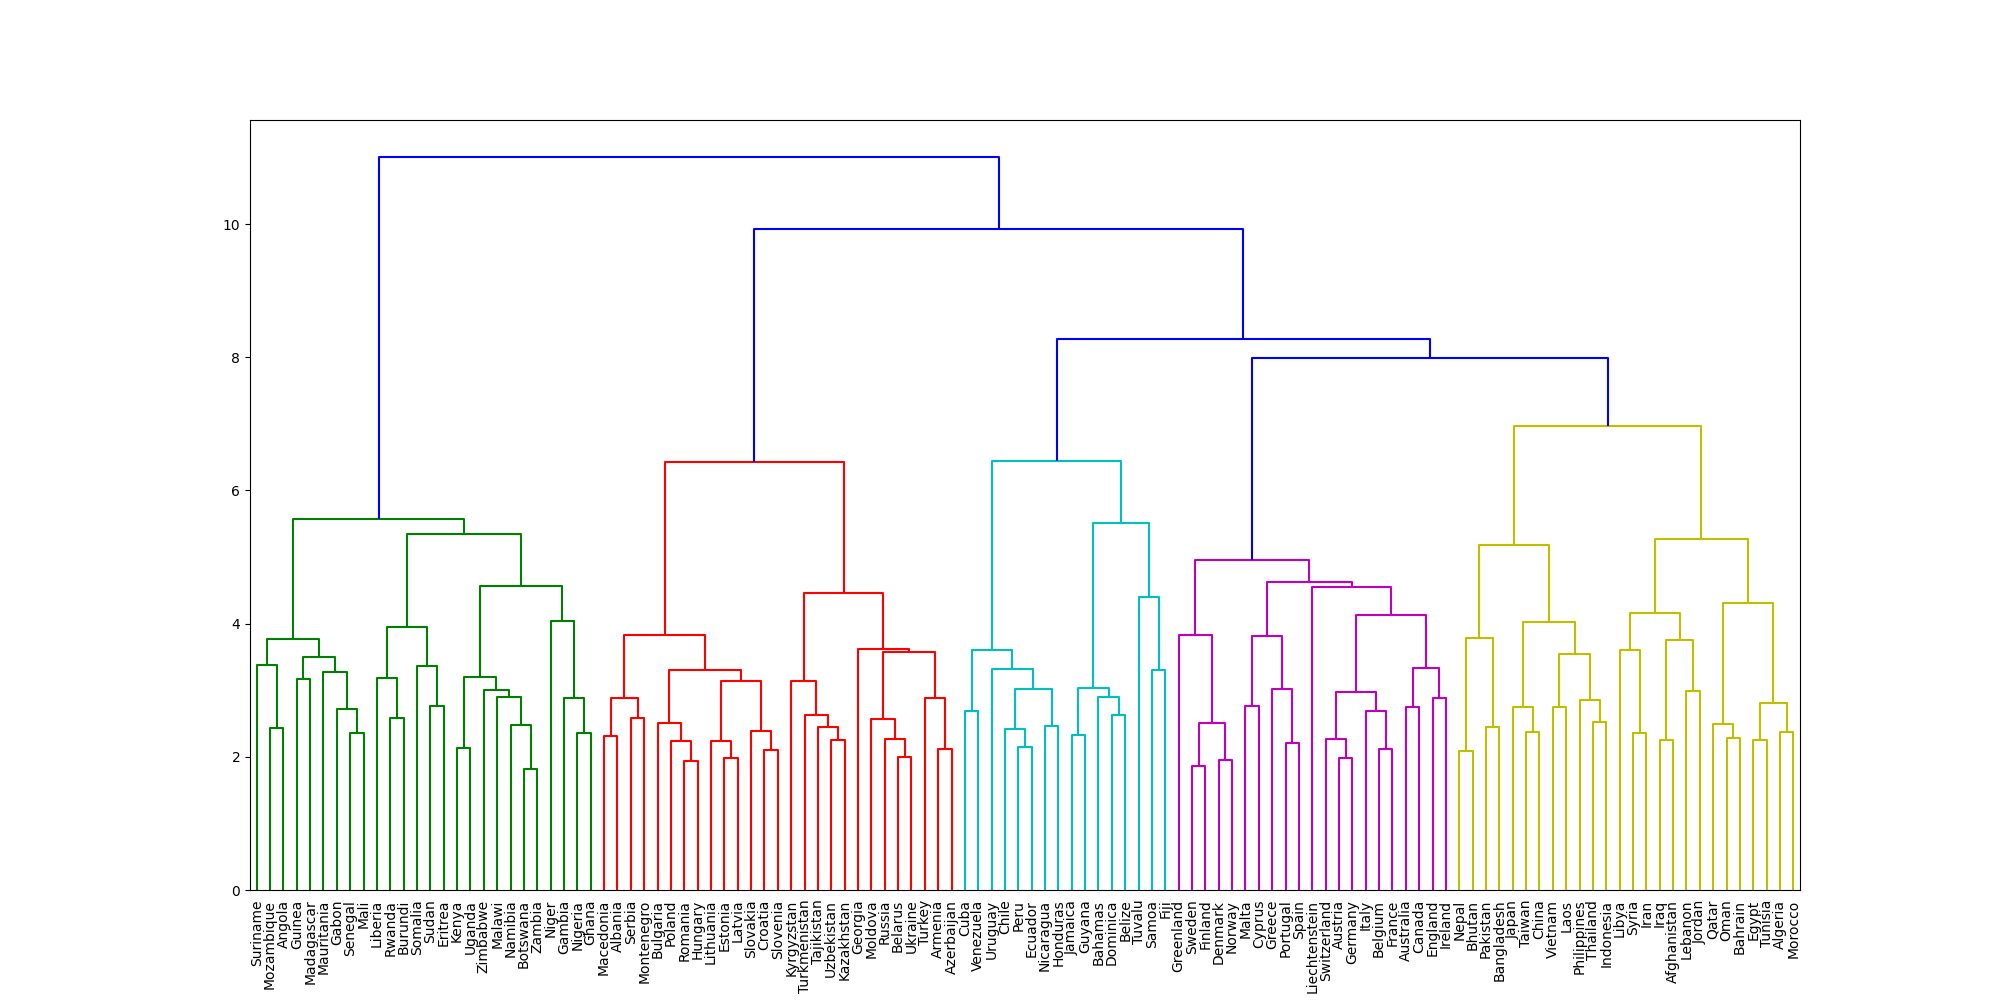 10
8
6
4
2
0
Suriname
Mozambique
Angola
Guinea
Madagascar
Mauritania
Gabon
Senegal
Mali
Liberia
Rwanda
Burundi
Somalia
Sudan
Eritrea
Kenya
Uganda
Zimbabwe
Malawi
Namibia
Botswana
Zambia
Niger
Gambia
Nigeria
Ghana
Macedonia
Albania
Serbia
Montenegro
Bulgaria
Poland
Romania
Hungary
Lithuania
Estonia
Latvia
Slovakia
Croatia
Slovenia
Kyrgyzstan
Turkmenistan
Tajikistan
Uzbekistan
Kazakhstan
Georgia
Moldova
Russia
Belarus
Ukraine
Turkey
Armenia
Azerbaijan
Cuba
Venezuela
Uruguay
Chile
Peru
Ecuador
Nicaragua
Honduras
Jamaica
Guyana
Bahamas
Dominica
Belize
Tuvalu
Samoa
Fiji
Greenland
Sweden
Finland
Denmark
Norway
Malta
Cyprus
Greece
Portugal
Spain
Liechtenstein
Switzerland
Austria
Germany
Italy
Belgium
France
Australia
Canada
England
Ireland
Nepal
Bhutan
Pakistan
Bangladesh
Japan
Taiwan
China
Vietnam
Laos
Philippines
Thailand
Indonesia
Libya
Syria
Iran
Iraq
Afghanistan
Lebanon
Jordan
Qatar
Oman
Bahrain
Egypt
Tunisia
Algeria
Morocco